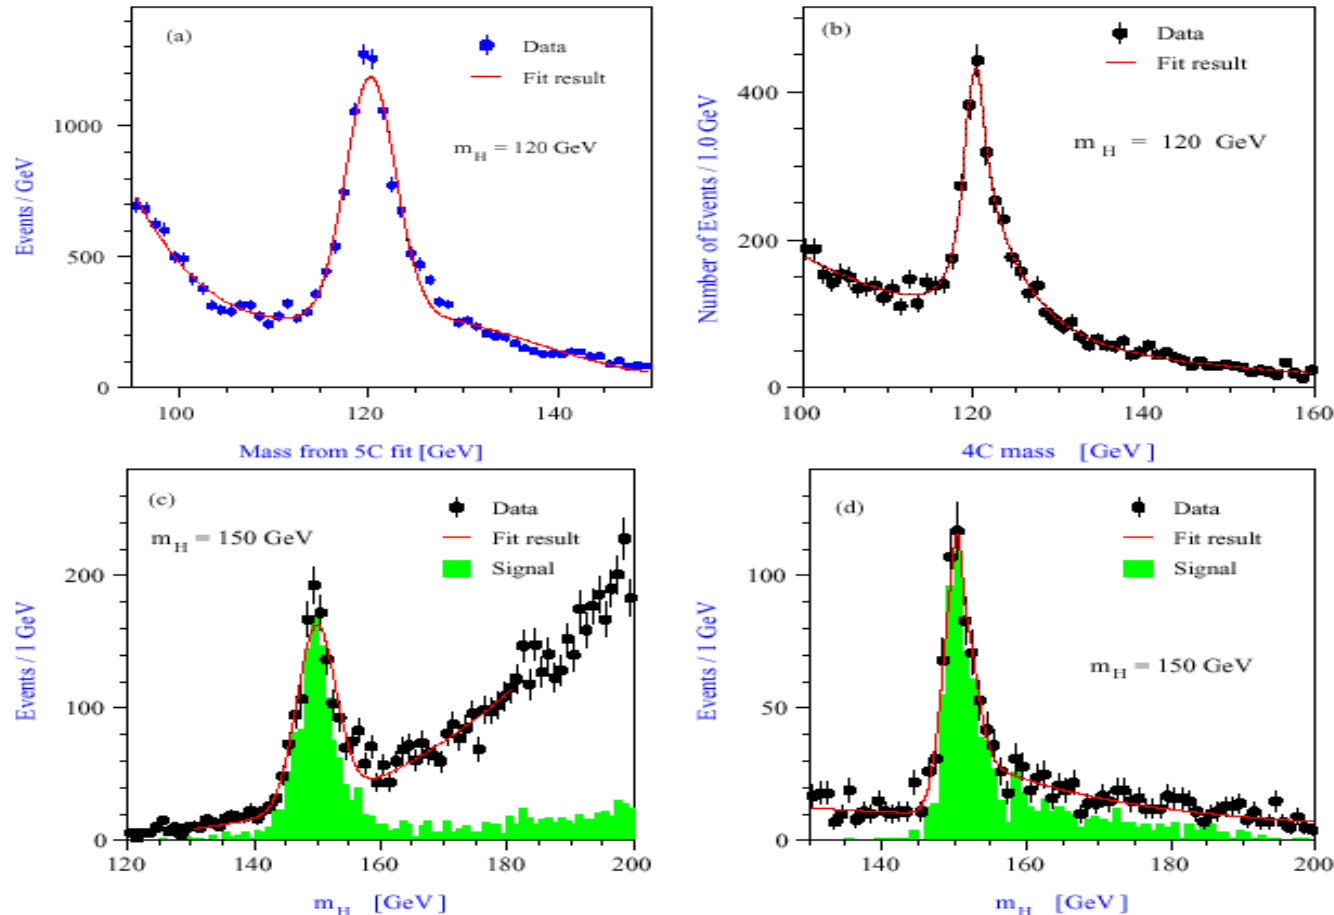 (a)
Data
Fit result
m_H = 120 GeV
1000
500
0
100
120
140
Events / GeV
Mass from 5C fit [GeV]
(b)
Data
Fit result
m_H = 120 GeV
400
200
0
100
120
140
160
Number of Events / 1.0 GeV
4C mass [GeV]
(c)
Data
m_H = 150 GeV
Fit result
Signal
200
100
0
120
140
160
180
200
Events / 1 GeV
m_H [GeV]
(d)
Data
Fit result
Signal
m_H = 150 GeV
100
50
0
140
160
180
200
Events / 1 GeV
m_H [GeV]